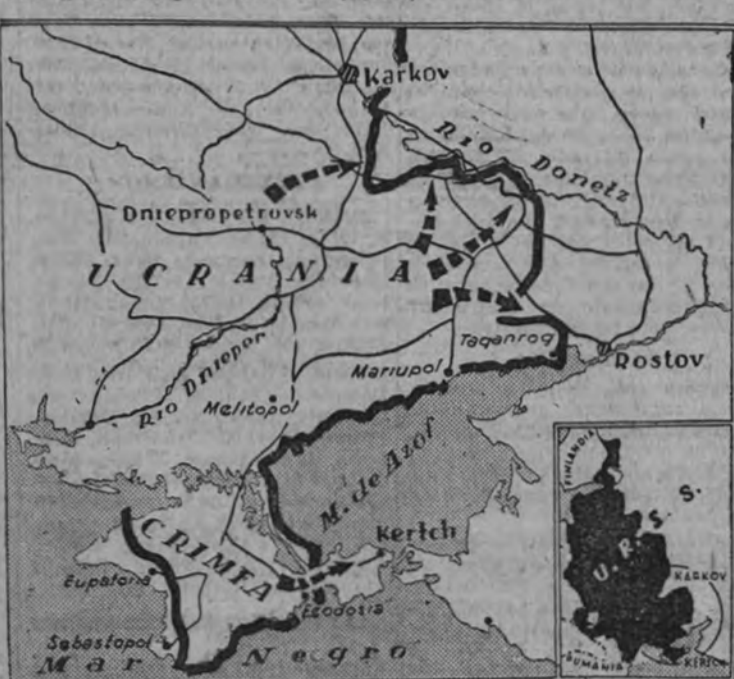 Karkov
Rio Donetz
Dniepropetrovsk
UCRANIA
Taganrog
Rio Dnieper
Mariupol
Rostov
Melitopol
M. de Azof
CRIMEA
Kertch
Eupatoria
Feodosia
Sebastopol
Mar Negro
FINLANDIA
U.R.S.S.
KARKOV
RUMANIA
KERTCH